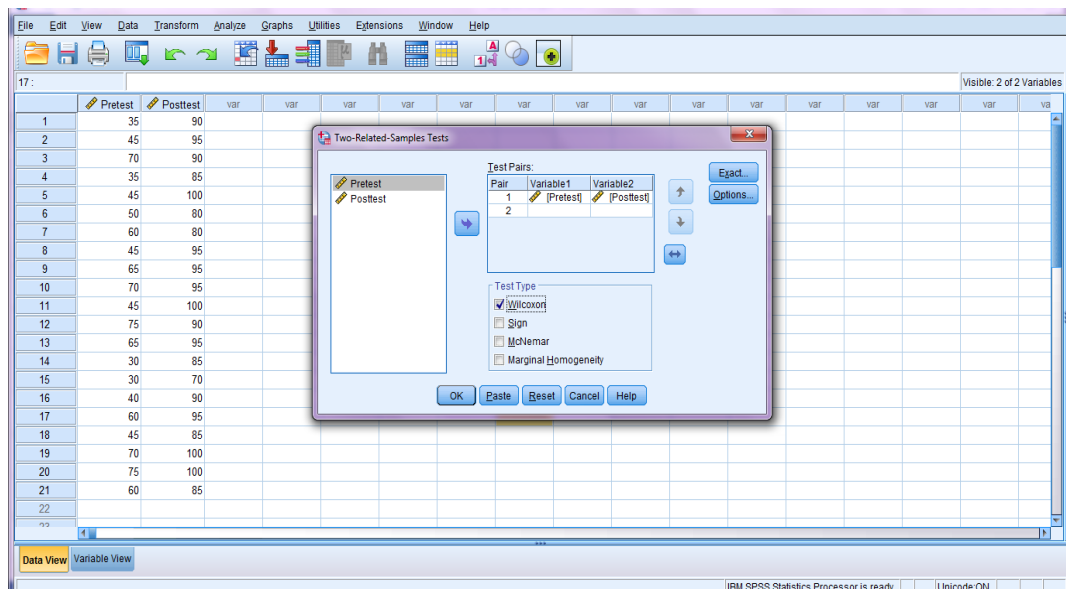 File Edit View Data Transform Analyze Graphs Utilities Extensions Window Help
17 :
Visible: 2 of 2 Variables
Pretest Posttest var var var var var var var var var var var var var var va
1 35 90
2 45 95
3 70 90
4 35 85
5 45 100
6 50 80
7 60 80
8 45 95
9 65 95
10 70 95
11 45 100
12 75 90
13 65 95
14 30 85
15 30 70
16 40 90
17 60 95
18 45 85
19 70 100
20 75 100
21 60 85
22
23
Two-Related-Samples Tests
Pretest
Posttest
Test Pairs:
Pair Variable1 Variable2
1 [Pretest] [Posttest]
2
Exact...
Options...
Test Type
Wilcoxon
Sign
McNemar
Marginal Homogeneity
OK Paste Reset Cancel Help
Data View Variable View
IBM SPSS Statistics Processor is ready Unicode:ON